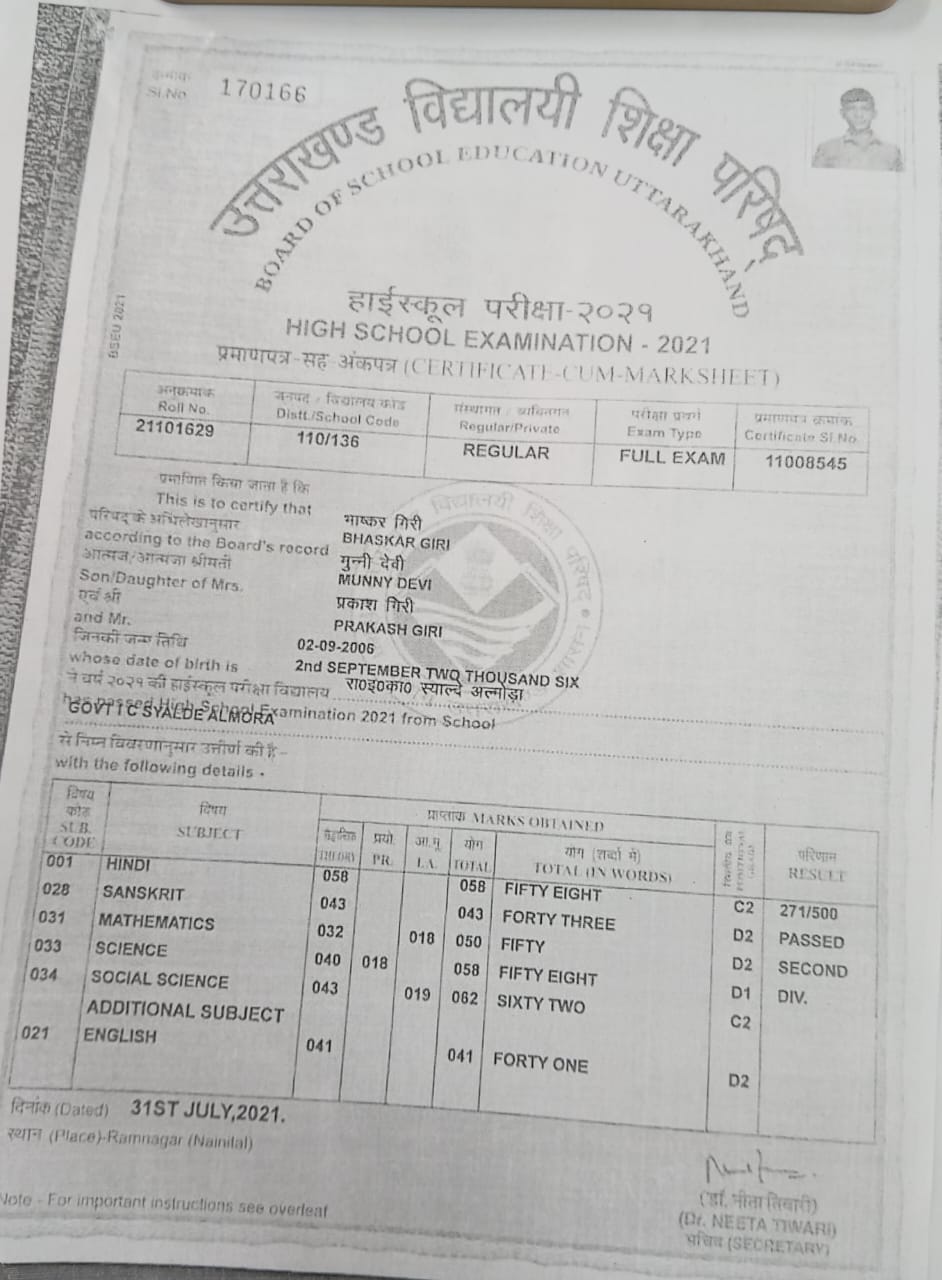 क्रमांक
Sl.No. 170166
उत्तराखण्ड विद्यालयी शिक्षा परिषद्
BOARD OF SCHOOL EDUCATION UTTARAKHAND
BSEU 2021
हाईस्कूल परीक्षा-२०२१
HIGH SCHOOL EXAMINATION - 2021
प्रमाणपत्र-सह-अंकपत्र (CERTIFICATE-CUM-MARKSHEET)
अनुक्रमांक जनपद / विद्यालय कोड संस्थागत / व्यक्तिगत परीक्षा प्रवर्ग प्रमाणपत्र क्रमांक
Roll No. Distt./School Code Regular/Private Exam Type Certificate Sl.No.
21101629 110/136 REGULAR FULL EXAM 11008545
प्रमाणित किया जाता है कि
This is to certify that
परिषद के अभिलेखानुसार भाष्कर गिरी
according to the Board's record BHASKAR GIRI
आत्मज/आत्मजा श्रीमती मुन्नी देवी
Son/Daughter of Mrs. MUNNY DEVI
एवं श्री प्रकाश गिरी
and Mr. PRAKASH GIRI
जिनकी जन्म तिथि 02-09-2006
whose date of birth is 2nd SEPTEMBER TWO THOUSAND SIX
ने वर्ष २०२१ की हाईस्कूल परीक्षा विद्यालय रा०इ०का० स्याल्दे अल्मोड़ा
has passed High School Examination 2021 from School
GOVT I C SYALDE ALMORA
से निम्न विवरणानुसार उत्तीर्ण की है -
with the following details -
विषय कोड विषय प्राप्तांक MARKS OBTAINED परिणाम
SUB. CODE SUBJECT सैद्धान्तिक प्रयो. आ.मू. योग योग (शब्दों में) RESULT
THEORY PR. I.A. TOTAL TOTAL (IN WORDS) GRADE
001 HINDI 058 058 FIFTY EIGHT C2 271/500
028 SANSKRIT 043 043 FORTY THREE D2 PASSED
031 MATHEMATICS 032 018 050 FIFTY D2 SECOND
033 SCIENCE 040 018 058 FIFTY EIGHT D1 DIV.
034 SOCIAL SCIENCE 043 019 062 SIXTY TWO C2
ADDITIONAL SUBJECT
021 ENGLISH 041 041 FORTY ONE D2
दिनांक (Dated) 31ST JULY,2021.
स्थान (Place)-Ramnagar (Nainital)
(डॉ. नीता तिवारी)
(Dr. NEETA TIWARI)
सचिव (SECRETARY)
Note - For important instructions see overleaf